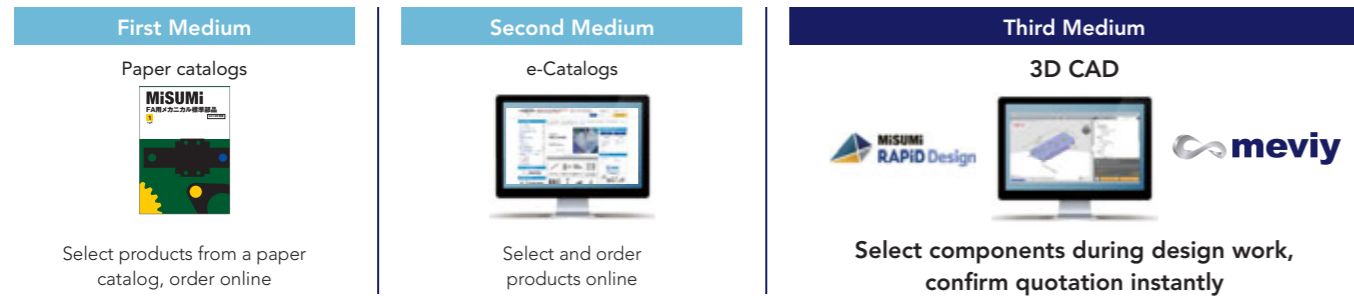 First Medium
Paper catalogs
MiSUMi
FA用メカニカル標準部品
1
Select products from a paper
catalog, order online
Second Medium
e-Catalogs
Select and order
products online
Third Medium
3D CAD
MiSUMi
RAPiD Design
meviy
Select components during design work,
confirm quotation instantly